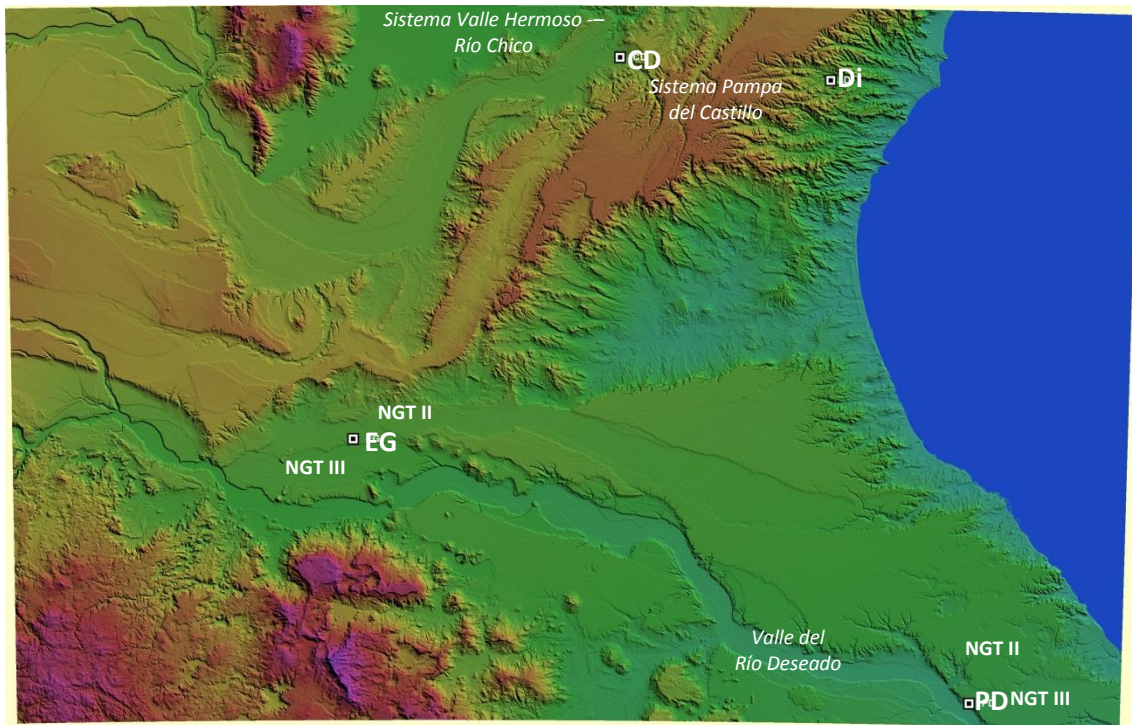 Sistema Valle Hermoso -–
Río Chico
CD
Di
Sistema Pampa
del Castillo
NGT II
EG
NGT III
Valle del
Río Deseado
NGT II
PD
NGT III